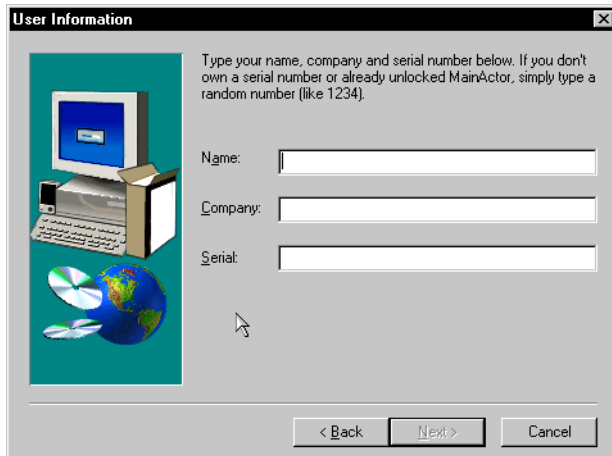 User Information
Type your name, company and serial number below. If you don't
own a serial number or already unlocked MainActor, simply type a
random number (like 1234).
Name:
Company:
Serial:
< Back Next > Cancel